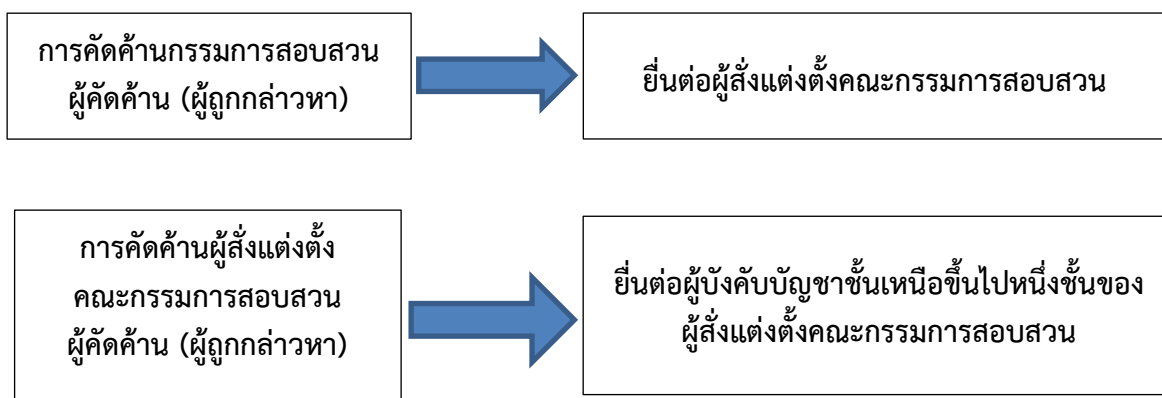 การคัดค้านกรรมการสอบสวน
ผู้คัดค้าน (ผู้ถูกกล่าวหา)
ยื่นต่อผู้สั่งแต่งตั้งคณะกรรมการสอบสวน
การคัดค้านผู้สั่งแต่งตั้ง
คณะกรรมการสอบสวน
ผู้คัดค้าน (ผู้ถูกกล่าวหา)
ยื่นต่อผู้บังคับบัญชาชั้นเหนือขึ้นไปหนึ่งชั้นของ
ผู้สั่งแต่งตั้งคณะกรรมการสอบสวน